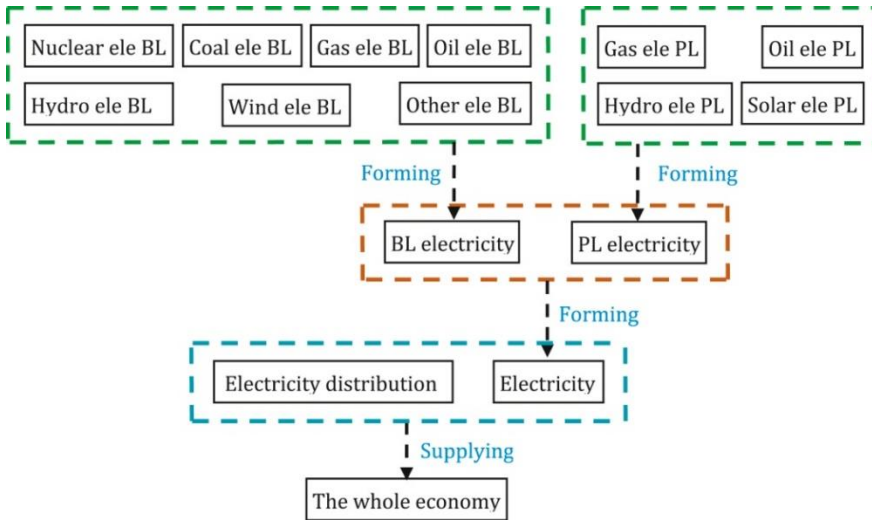 Nuclear ele BL
Coal ele BL
Gas ele BL
Oil ele BL
Hydro ele BL
Wind ele BL
Other ele BL
Gas ele PL
Oil ele PL
Hydro ele PL
Solar ele PL
Forming
Forming
BL electricity
PL electricity
Forming
Electricity distribution
Electricity
Supplying
The whole economy